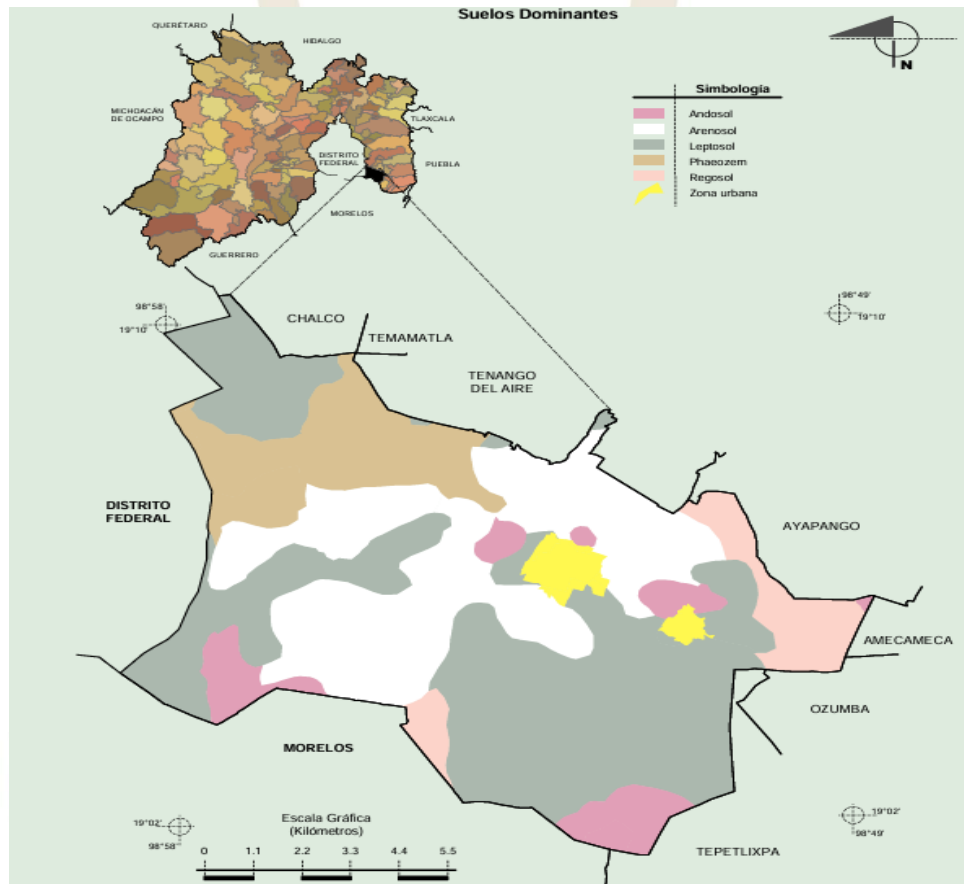 Suelos Dominantes
QUERÉTARO
HIDALGO
MICHOACÁN
DE OCAMPO
TLAXCALA
DISTRITO
FEDERAL
PUEBLA
MORELOS
GUERRERO
N
Simbología
Andosol
Arenosol
Leptosol
Phaeozem
Regosol
Zona urbana
98°58'
19°10'
98°49'
19°10'
CHALCO
TEMAMATLA
TENANGO
DEL AIRE
DISTRITO
FEDERAL
AYAPANGO
AMECAMECA
OZUMBA
MORELOS
TEPETLIXPA
19°02'
98°58'
19°02'
98°49'
Escala Gráfica
(Kilómetros)
0 1.1 2.2 3.3 4.4 5.5